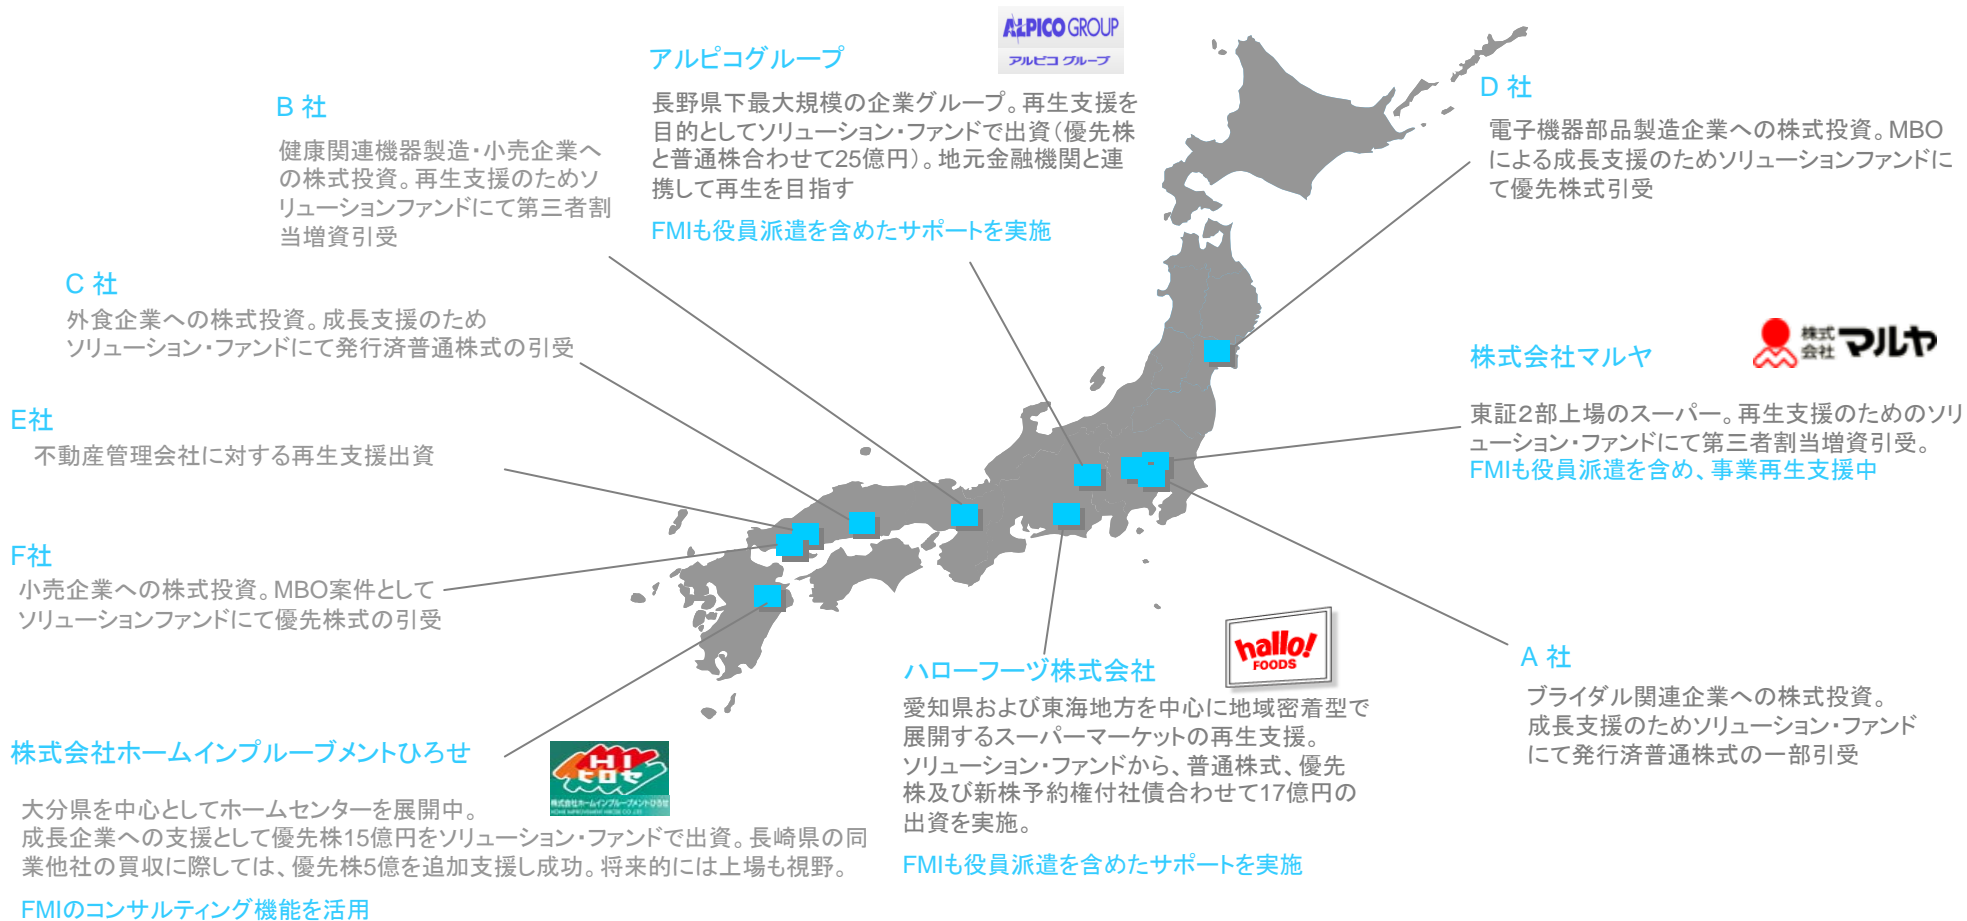 ALPICO GROUP
アルピコ グループ
アルピコグループ
長野県下最大規模の企業グループ。再生支援を
目的としてソリューション・ファンドで出資(優先株
と普通株合わせて25億円)。地元金融機関と連
携して再生を目指す
FMIも役員派遣を含めたサポートを実施
B 社
健康関連機器製造・小売企業へ
の株式投資。再生支援のためソ
リューションファンドにて第三者割
当増資引受
C 社
外食企業への株式投資。成長支援のため
ソリューション・ファンドにて発行済普通株式の引受
E社
不動産管理会社に対する再生支援出資
F社
小売企業への株式投資。MBO案件として
ソリューションファンドにて優先株式の引受
株式会社ホームインプルーブメントひろせ
HI
ヒロセ
株式会社ホームインプルーブメントひろせ
大分県を中心としてホームセンターを展開中。
成長企業への支援として優先株15億円をソリューション・ファンドで出資。長崎県の同
業他社の買収に際しては、優先株5億を追加支援し成功。将来的には上場も視野。
FMIのコンサルティング機能を活用
D 社
電子機器部品製造企業への株式投資。MBO
による成長支援のためソリューションファンドに
て優先株式引受
株式会社マルヤ
株式会社 マルヤ
東証2部上場のスーパー。再生支援のためのソリ
ューション・ファンドにて第三者割当増資引受。
FMIも役員派遣を含め、事業再生支援中
A 社
ブライダル関連企業への株式投資。
成長支援のためソリューション・ファンド
にて発行済普通株式の一部引受
hallo!
FOODS
ハローフーヅ株式会社
愛知県および東海地方を中心に地域密着型で
展開するスーパーマーケットの再生支援。
ソリューション・ファンドから、普通株式、優先
株及び新株予約権付社債合わせて17億円の
出資を実施。
FMIも役員派遣を含めたサポートを実施